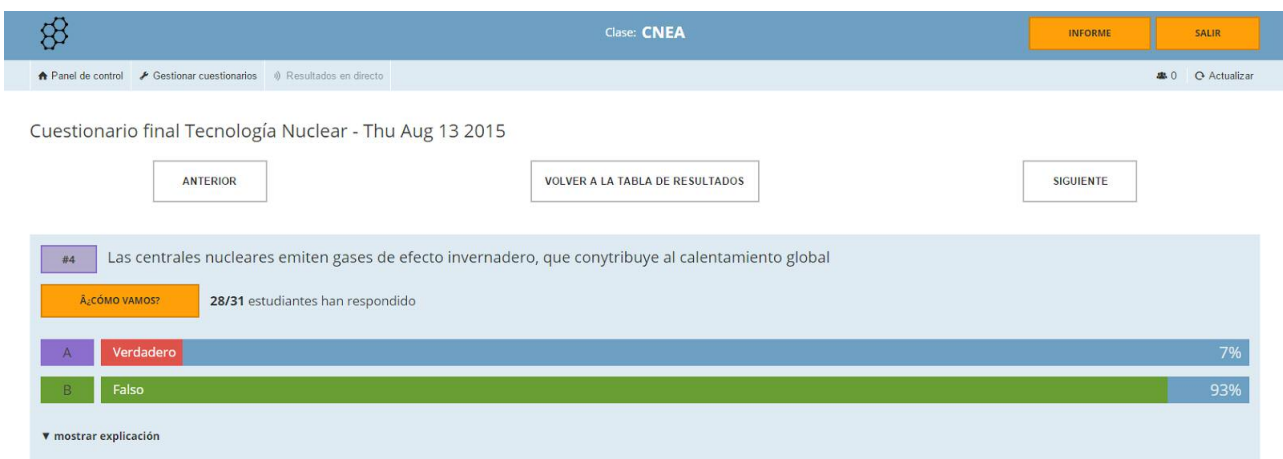 Clase: CNEA
INFORME
SALIR
Panel de control
Gestionar cuestionarios
Resultados en directo
0
Actualizar
Cuestionario final Tecnología Nuclear - Thu Aug 13 2015
ANTERIOR
VOLVER A LA TABLA DE RESULTADOS
SIGUIENTE
#4
Las centrales nucleares emiten gases de efecto invernadero, que conytribuye al calentamiento global
Â¿CÓMO VAMOS?
28/31 estudiantes han respondido
A
Verdadero
7%
B
Falso
93%
▼ mostrar explicación